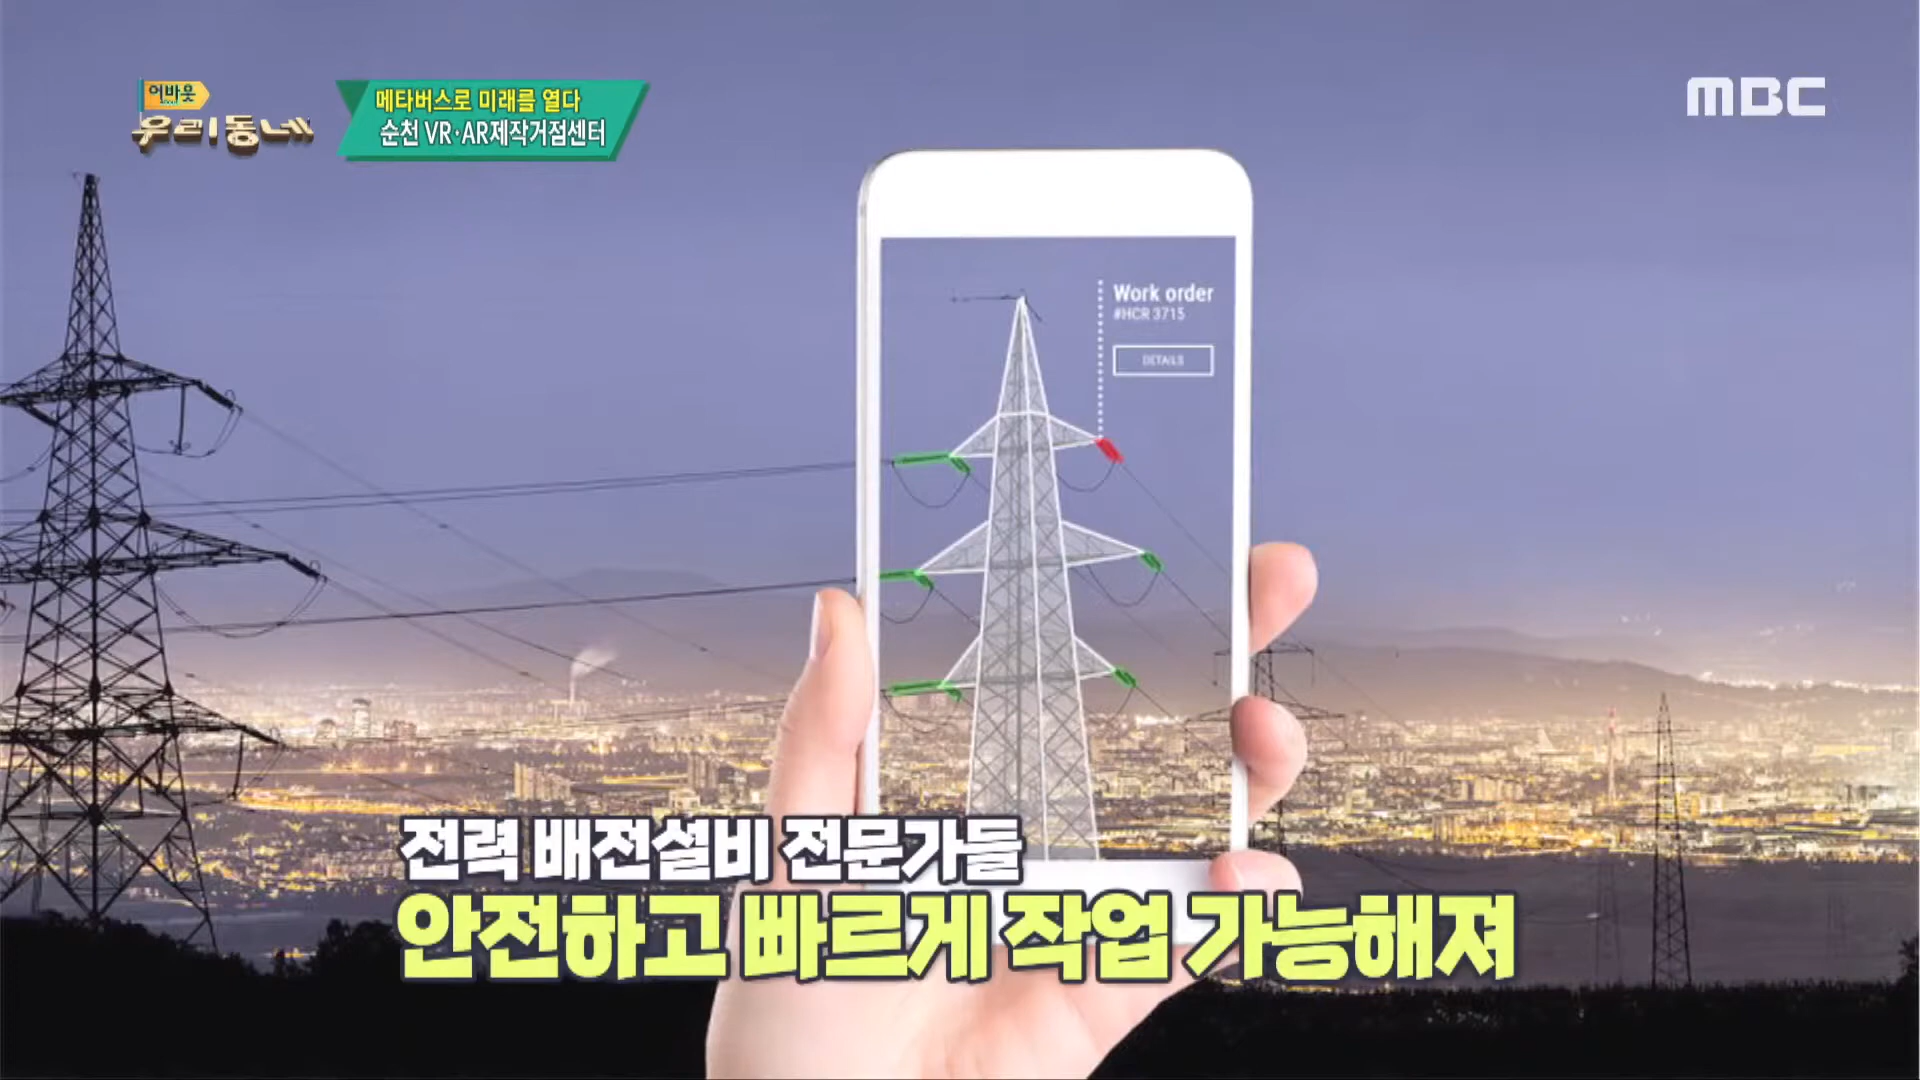 어바웃
우리동네
메타버스로 미래를 열다
순천 VR·AR제작거점센터
MBC
Work order
#HCR 3715
DETAILS
전력 배전설비 전문가들
안전하고 빠르게 작업 가능해져